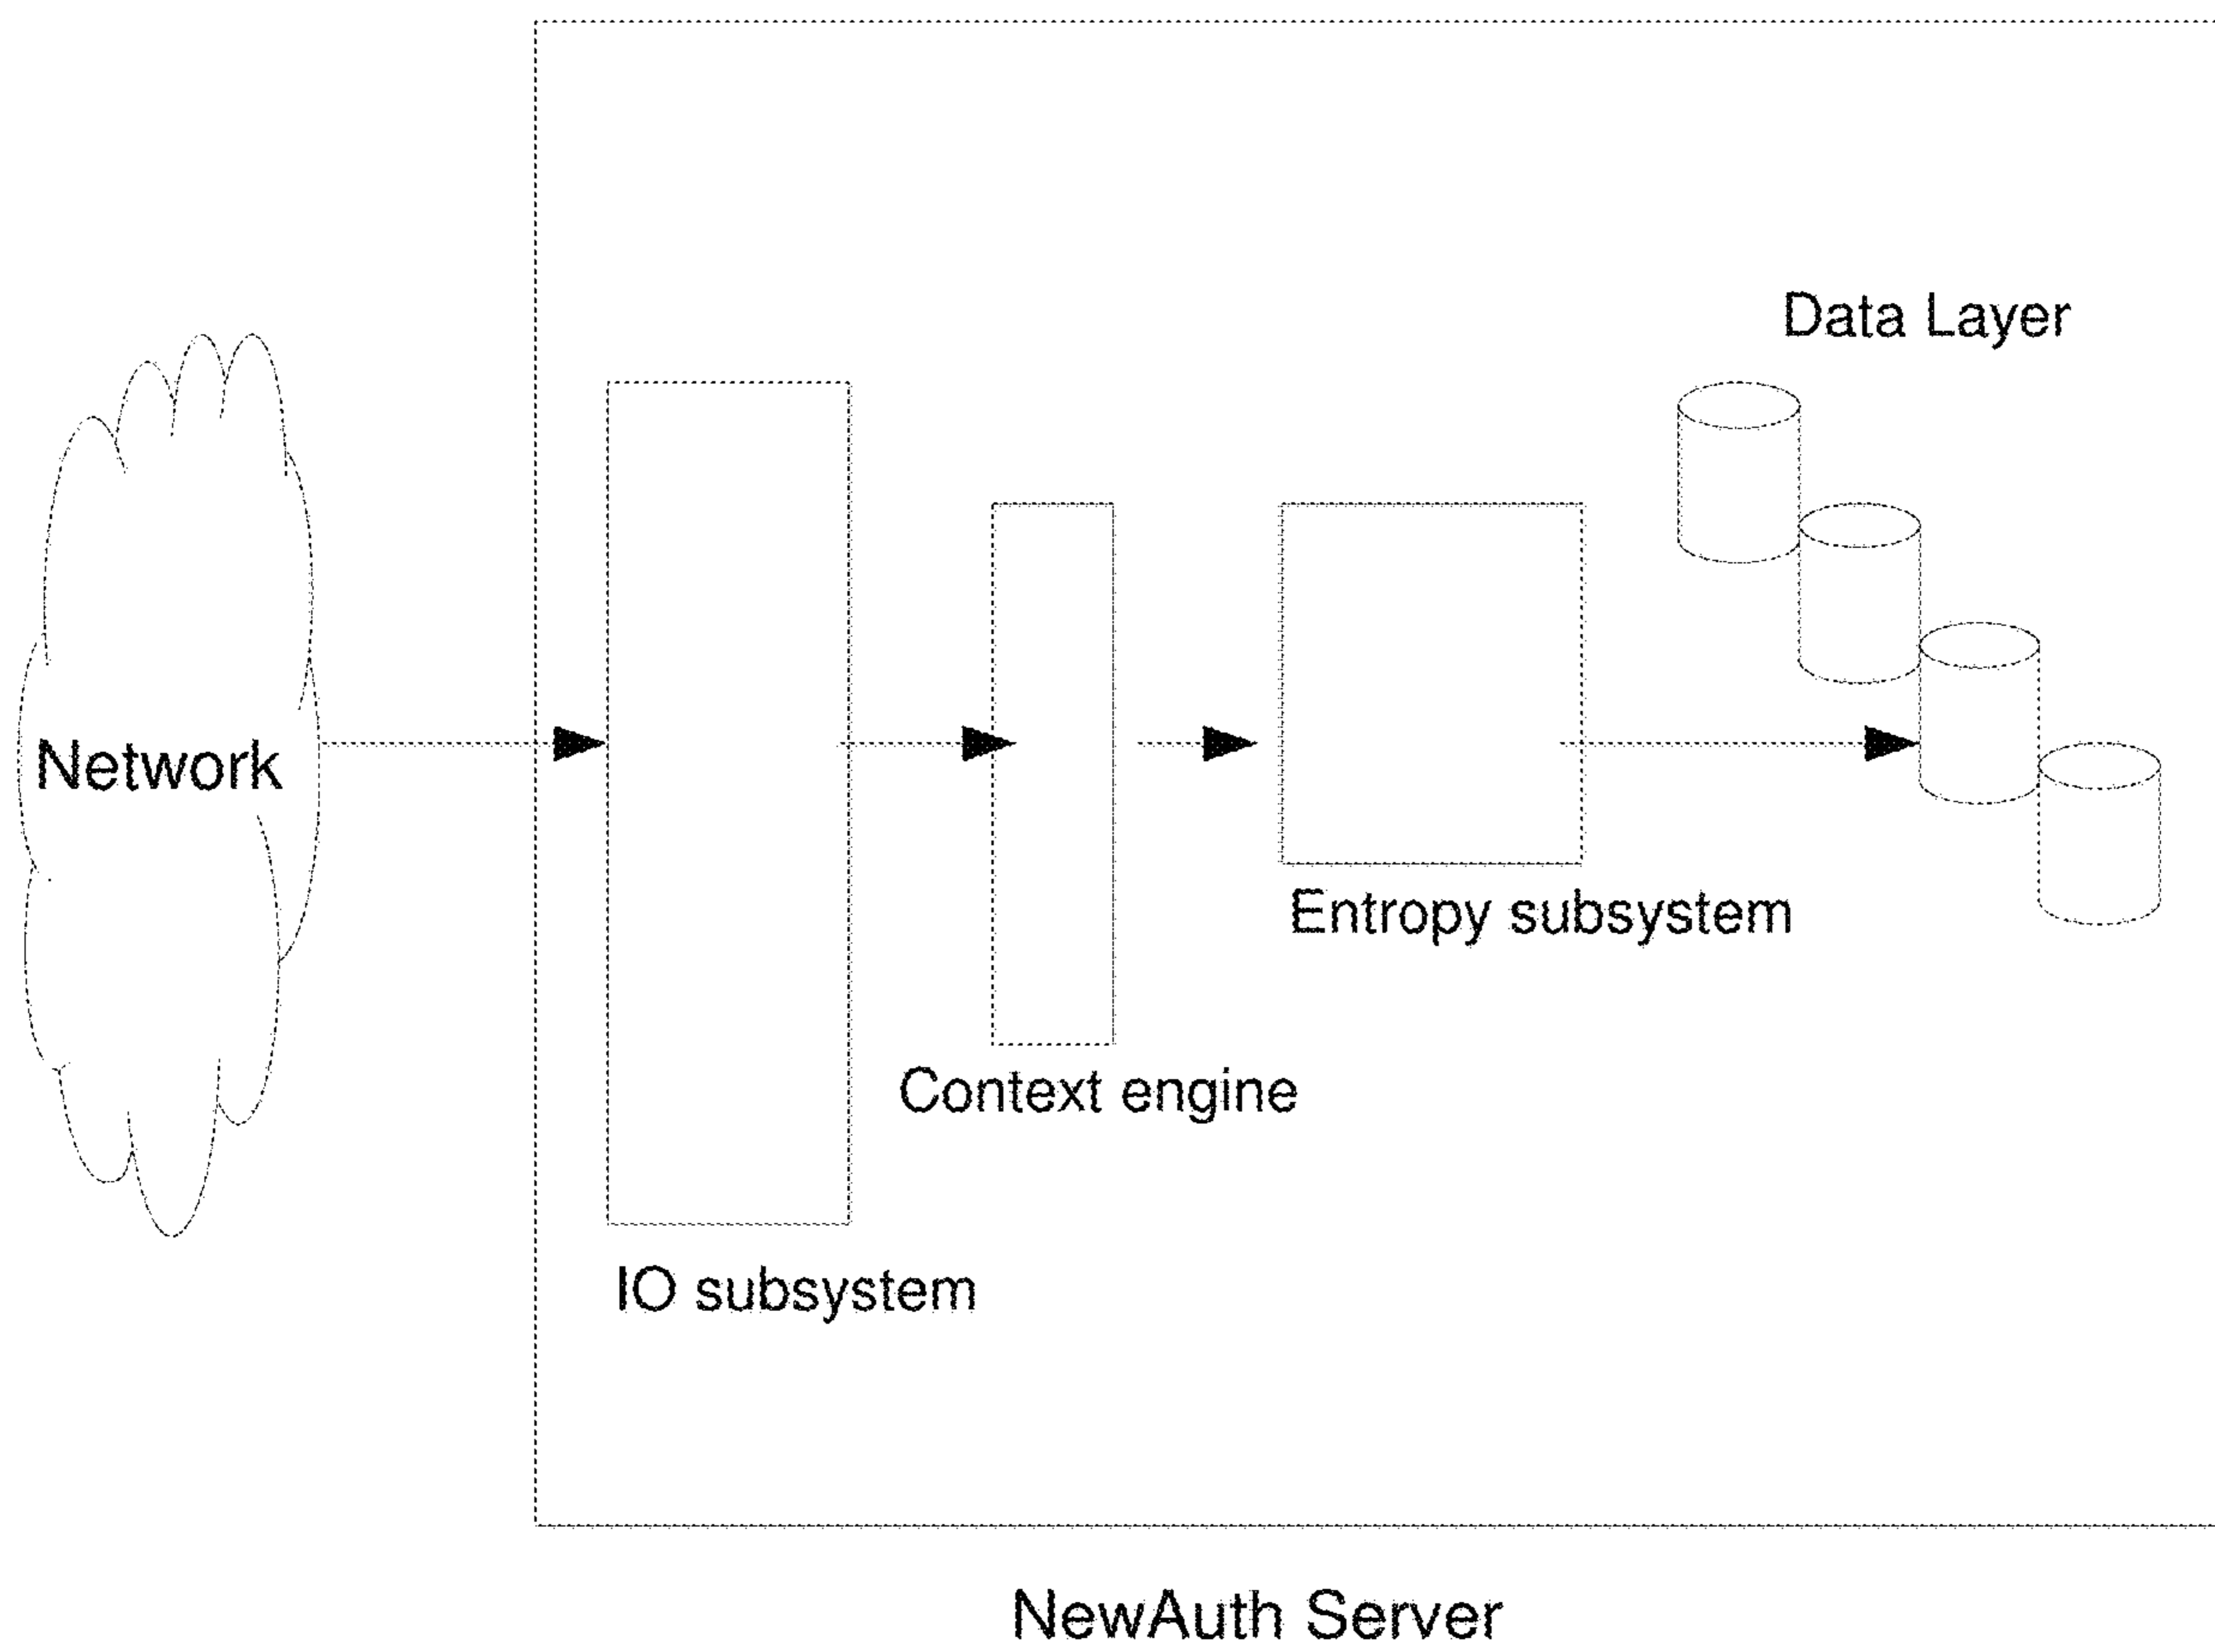 Data Layer
Network
Entropy subsystem
Context engine
IO subsystem
NewAuth Server